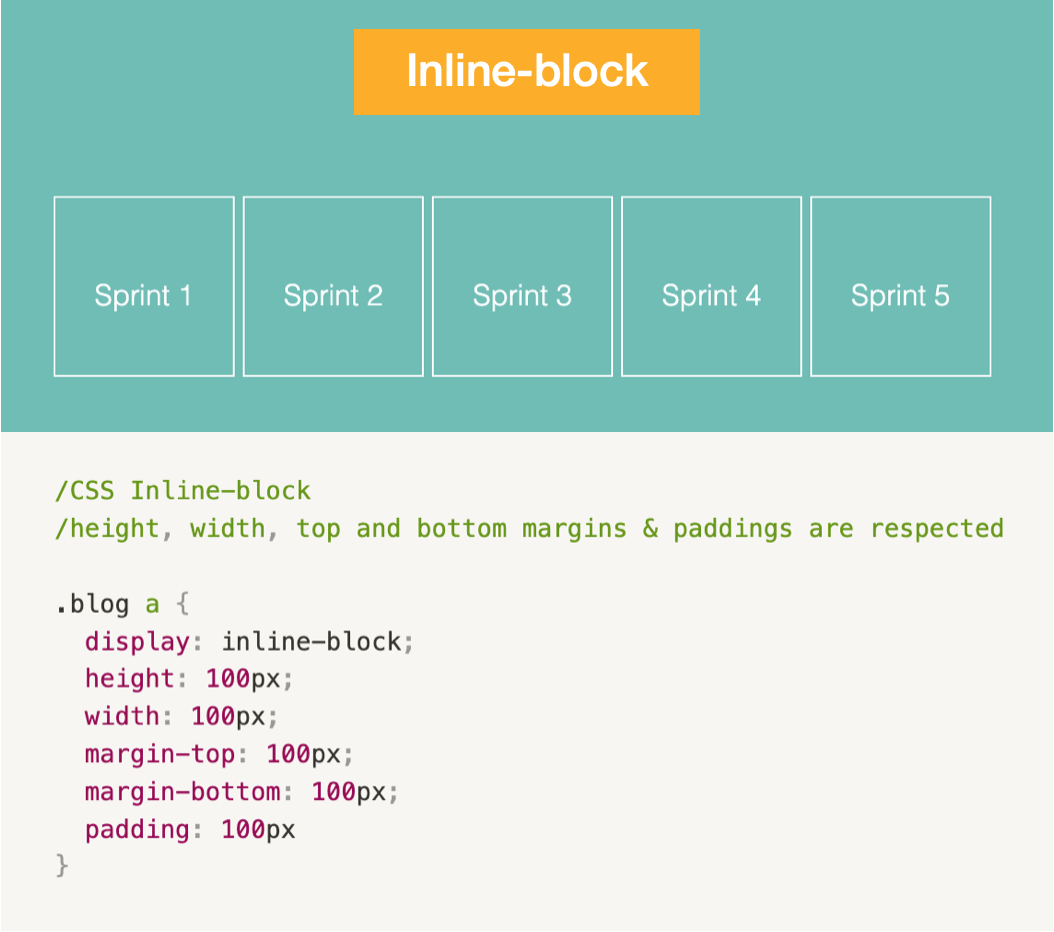 Inline-block
Sprint 1 Sprint 2 Sprint 3 Sprint 4 Sprint 5
/CSS Inline-block
/height, width, top and bottom margins & paddings are respected
.blog a {
  display: inline-block;
  height: 100px;
  width: 100px;
  margin-top: 100px;
  margin-bottom: 100px;
  padding: 100px
}